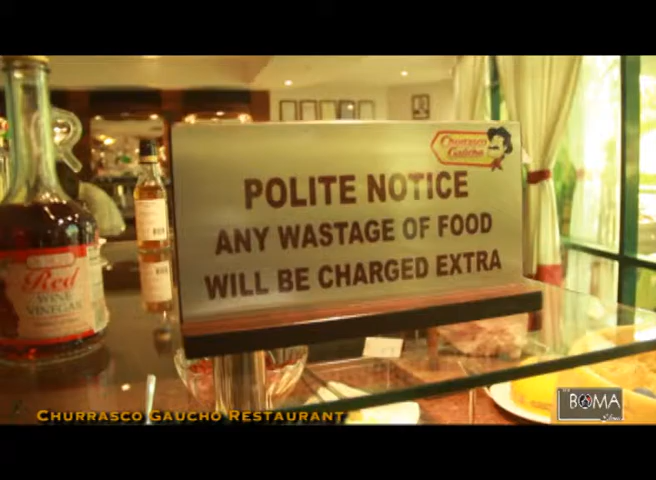 Churrasco
Gaucho
POLITE NOTICE
ANY WASTAGE OF FOOD
WILL BE CHARGED EXTRA
Red
WINE
VINEGAR
CHURRASCO GAUCHO RESTAURANT
BOMA